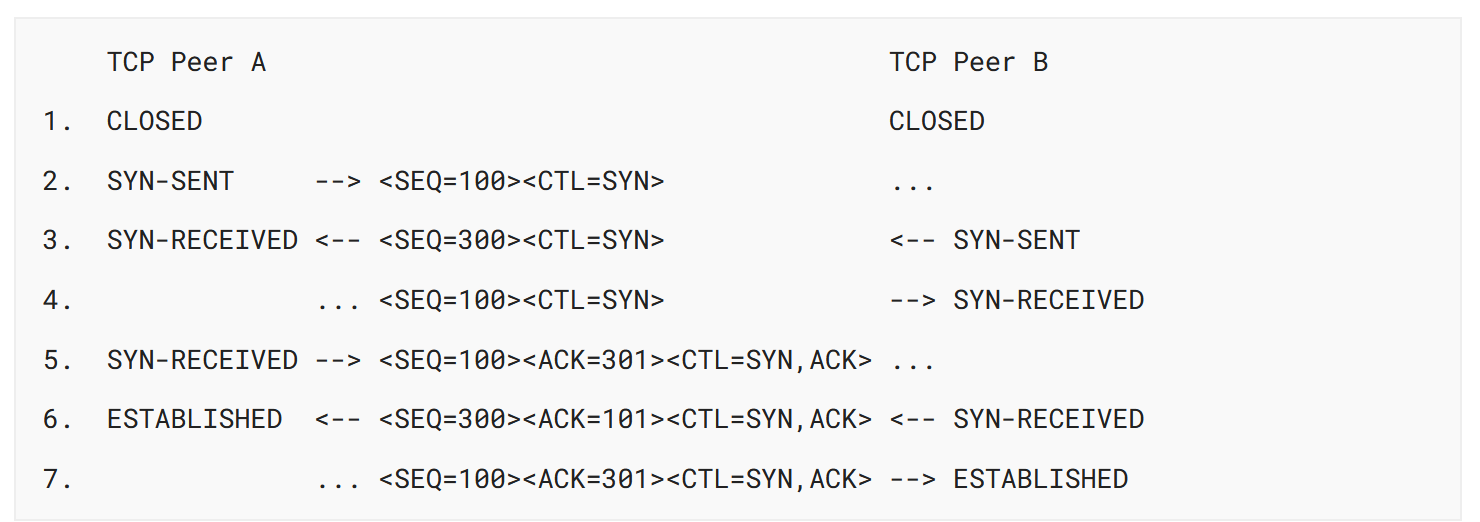 TCP Peer A                                       TCP Peer B
1.  CLOSED                                           CLOSED
2.  SYN-SENT     --> <SEQ=100><CTL=SYN>              ...
3.  SYN-RECEIVED <-- <SEQ=300><CTL=SYN>              <-- SYN-SENT
4.               ... <SEQ=100><CTL=SYN>              --> SYN-RECEIVED
5.  SYN-RECEIVED --> <SEQ=100><ACK=301><CTL=SYN,ACK> ...
6.  ESTABLISHED  <-- <SEQ=300><ACK=101><CTL=SYN,ACK> <-- SYN-RECEIVED
7.               ... <SEQ=100><ACK=301><CTL=SYN,ACK> --> ESTABLISHED